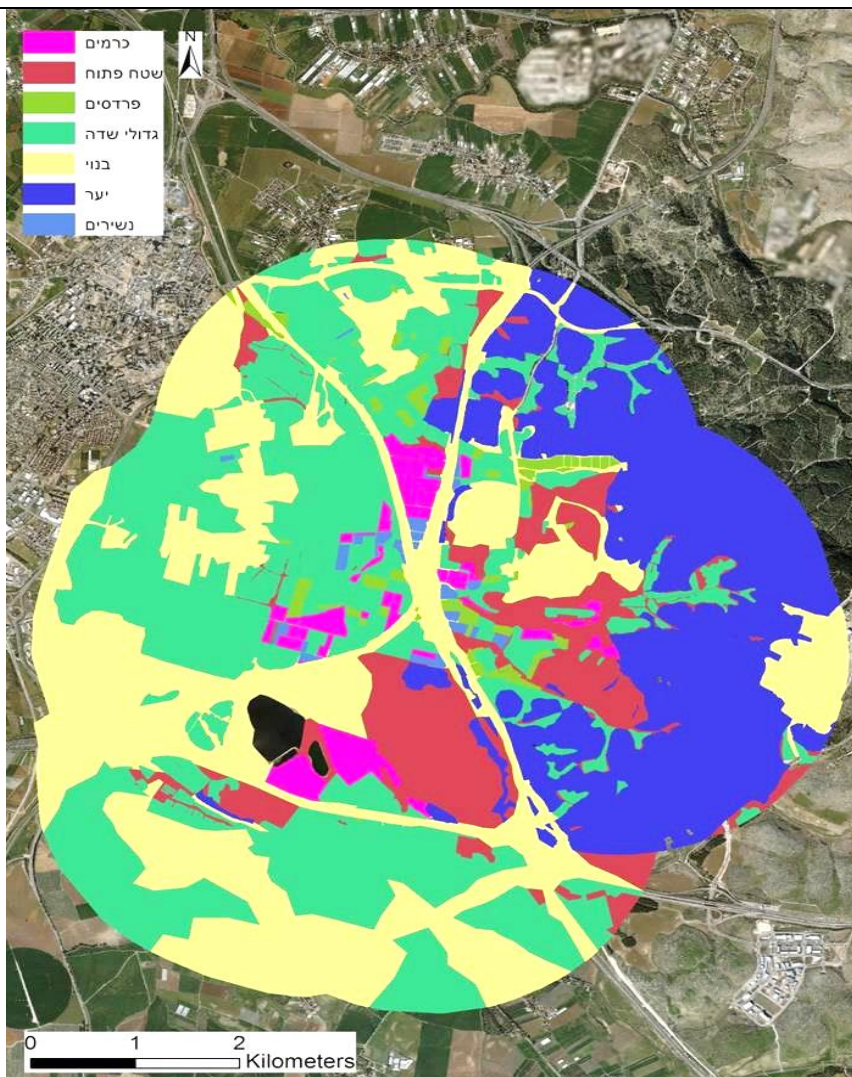 N
כרמים
שטח פתוח
פרדסים
גדולי שדה
בנוי
יער
נשירים
0 1 2
Kilometers